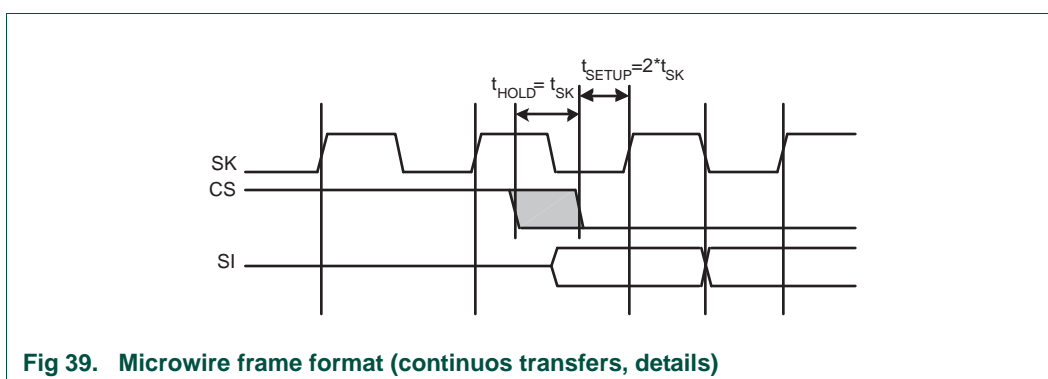 tSETUP=2*tSK
tHOLD= tSK
SK
CS
SI
Fig 39. Microwire frame format (continuos transfers, details)